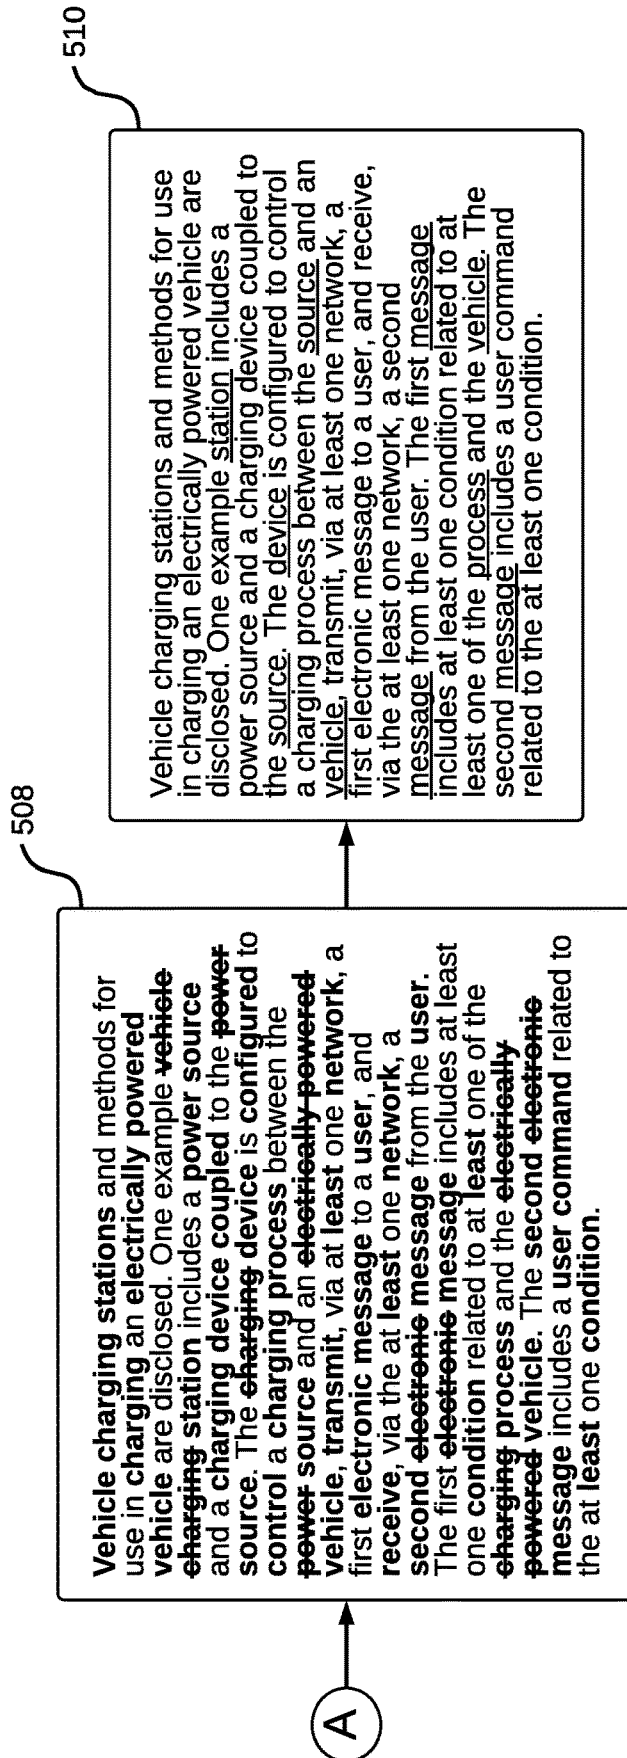 A
508
Vehicle charging stations and methods for
use in charging an electrically powered
vehicle are disclosed. One example vehicle
charging station includes a power source
and a charging device coupled to the power
source. The charging device is configured to
control a charging process between the
power source and an electrically powered
vehicle, transmit, via at least one network, a
first electronic message to a user, and
receive, via the at least one network, a
second electronic message from the user.
The first electronic message includes at least
one condition related to at least one of the
charging process and the electrically
powered vehicle. The second electronic
message includes a user command related to
the at least one condition.
510
Vehicle charging stations and methods for use
in charging an electrically powered vehicle are
disclosed. One example station includes a
power source and a charging device coupled to
the source. The device is configured to control
a charging process between the source and an
vehicle, transmit, via at least one network, a
first electronic message to a user, and receive,
via the at least one network, a second
message from the user. The first message
includes at least one condition related to at
least one of the process and the vehicle. The
second message includes a user command
related to the at least one condition.